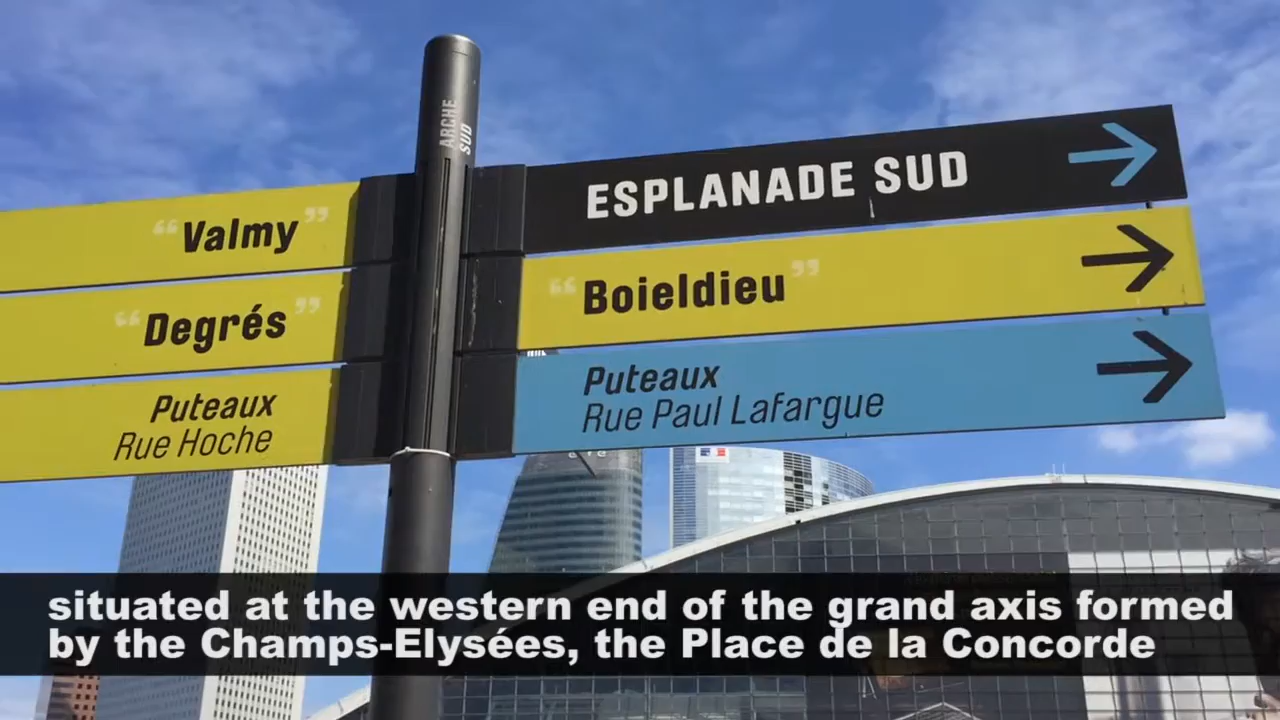 ARCHE
SUD
“Valmy”
“Degrés”
Puteaux
Rue Hoche
ESPLANADE SUD
“Boieldieu”
Puteaux
Rue Paul Lafargue
situated at the western end of the grand axis formed
by the Champs-Elysées, the Place de la Concorde